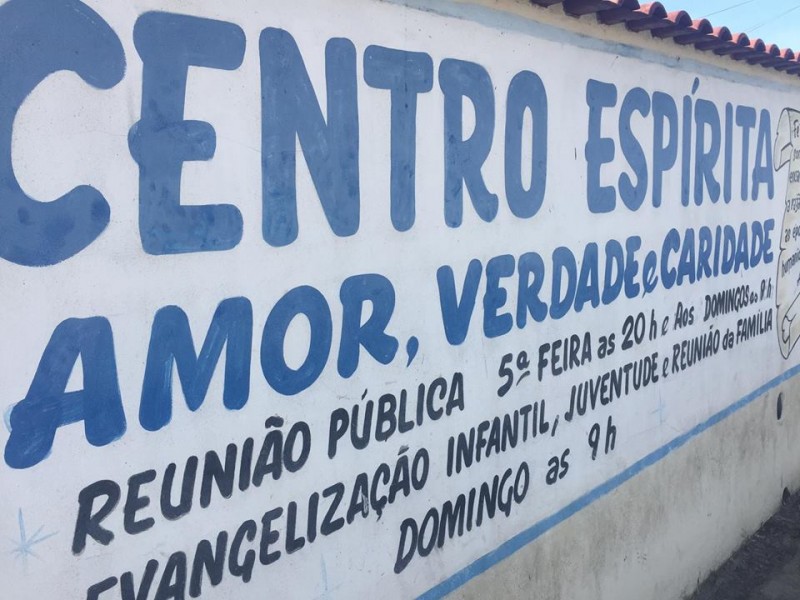 CENTRO ESPÍRITA
AMOR, VERDADE e CARIDADE
REUNIÃO PÚBLICA 5ª FEIRA as 20 h e Aos DOMINGOS as 9 h
EVANGELIZAÇÃO INFANTIL, JUVENTUDE e REUNIÃO da FAMÍLIA
DOMINGO as 9 h